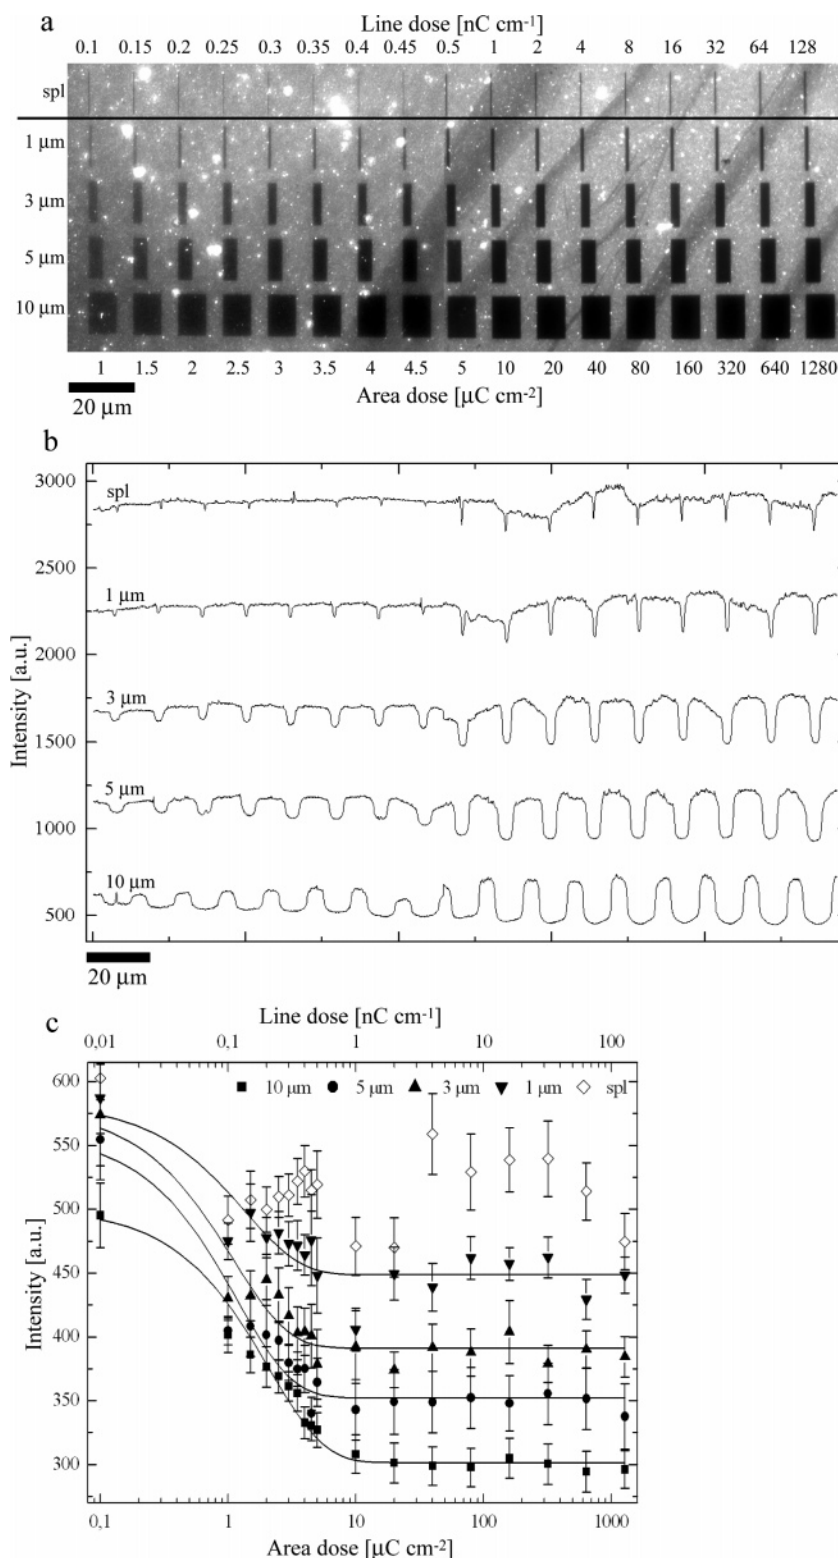 a
Line dose [nC cm-1]
0.1 0.15 0.2 0.25 0.3 0.35 0.4 0.45 0.5 1 2 4 8 16 32 64 128
spl
1 µm
3 µm
5 µm
10 µm
1 1.5 2 2.5 3 3.5 4 4.5 5 10 20 40 80 160 320 640 1280
20 µm
Area dose [µC cm-2]
b
3000
spl
2500
1 µm
2000
3 µm
1500
5 µm
1000
10 µm
500
Intensity [a.u.]
20 µm
c
Line dose [nC cm-1]
0,01 0,1 1 10 100
10 µm 5 µm 3 µm 1 µm spl
600
550
500
450
400
350
300
Intensity [a.u.]
0,1 1 10 100 1000
Area dose [µC cm-2]